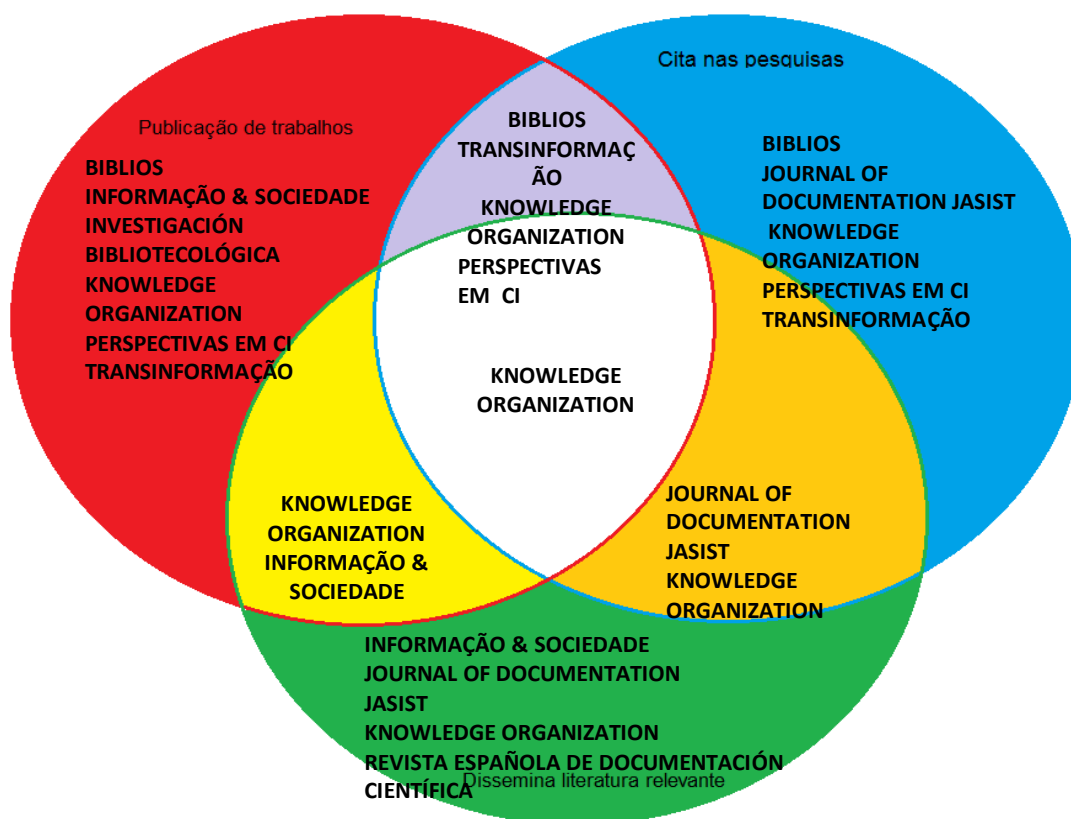 Publicação de trabalhos
BIBLIOS
INFORMAÇÃO & SOCIEDADE
INVESTIGACIÓN
BIBLIOTECOLÓGICA
KNOWLEDGE
ORGANIZATION
PERSPECTIVAS EM CI
TRANSINFORMAÇÃO
BIBLIOS
TRANSINFORMAÇ
ÃO
KNOWLEDGE
ORGANIZATION
PERSPECTIVAS
EM CI
Cita nas pesquisas
BIBLIOS
JOURNAL OF
DOCUMENTATION JASIST
KNOWLEDGE
ORGANIZATION
PERSPECTIVAS EM CI
TRANSINFORMAÇÃO
KNOWLEDGE
ORGANIZATION
KNOWLEDGE
ORGANIZATION
INFORMAÇÃO &
SOCIEDADE
JOURNAL OF
DOCUMENTATION
JASIST
KNOWLEDGE
ORGANIZATION
INFORMAÇÃO & SOCIEDADE
JOURNAL OF DOCUMENTATION
JASIST
KNOWLEDGE ORGANIZATION
REVISTA ESPAÑOLA DE DOCUMENTACIÓN
CIENTÍFICA
Dissemina literatura relevante